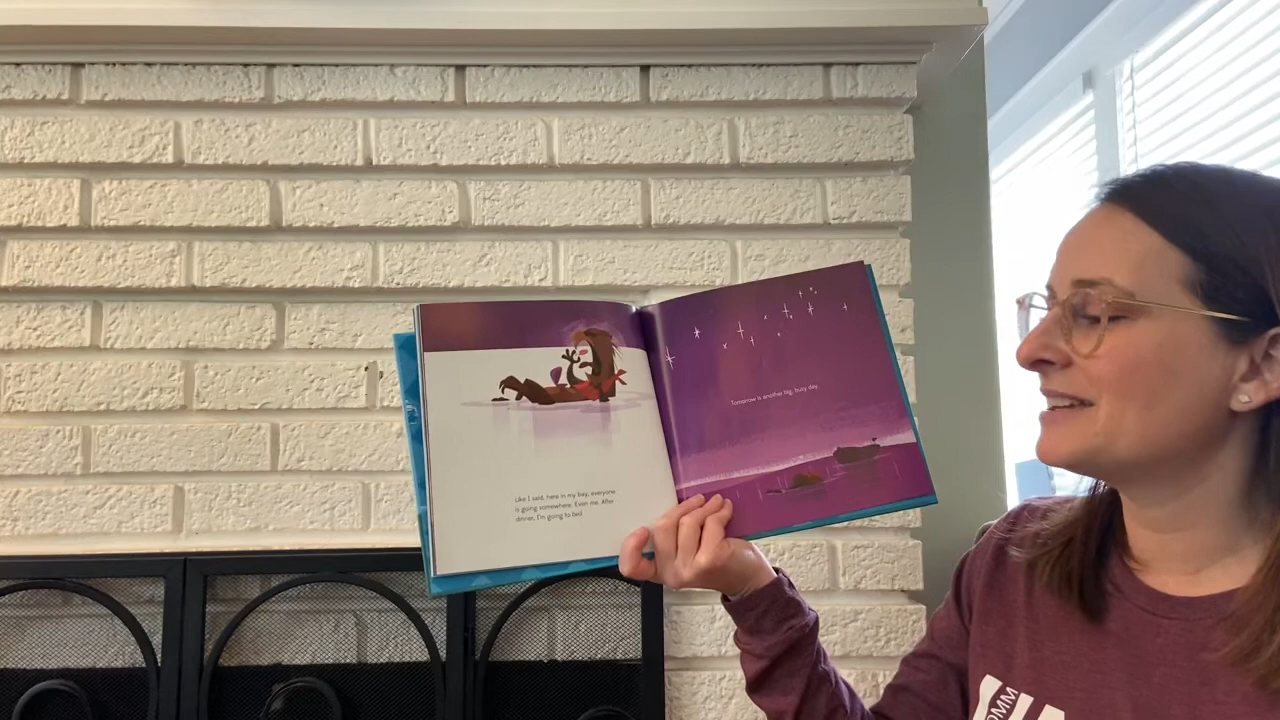 Like I said, here in my bay, everyone
is going somewhere. Even me. After
dinner, I'm going to bed.
Tomorrow is another big, busy day.
OMM